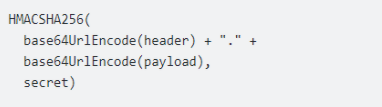 HMACSHA256(
  base64UrlEncode(header) + "." +
  base64UrlEncode(payload),
  secret)